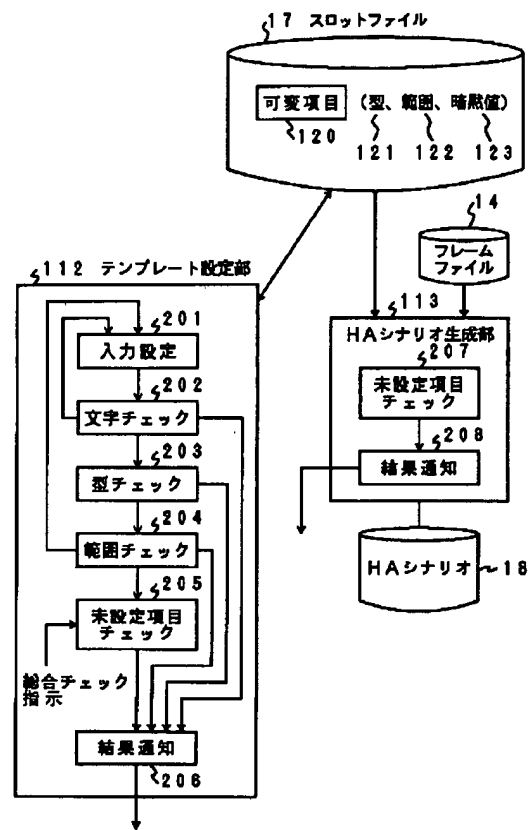 17 スロットファイル
可変項目 (型、範囲、暗黙値)
120 121 122 123
14
フレーム
ファイル
112 テンプレート設定部
113
HAシナリオ生成部
201
入力設定
207
未設定項目
チェック
202
文字チェック
208
結果通知
203
型チェック
204
範囲チェック
HAシナリオ 18
205
未設定項目
チェック
総合チェック
指示
結果通知
206